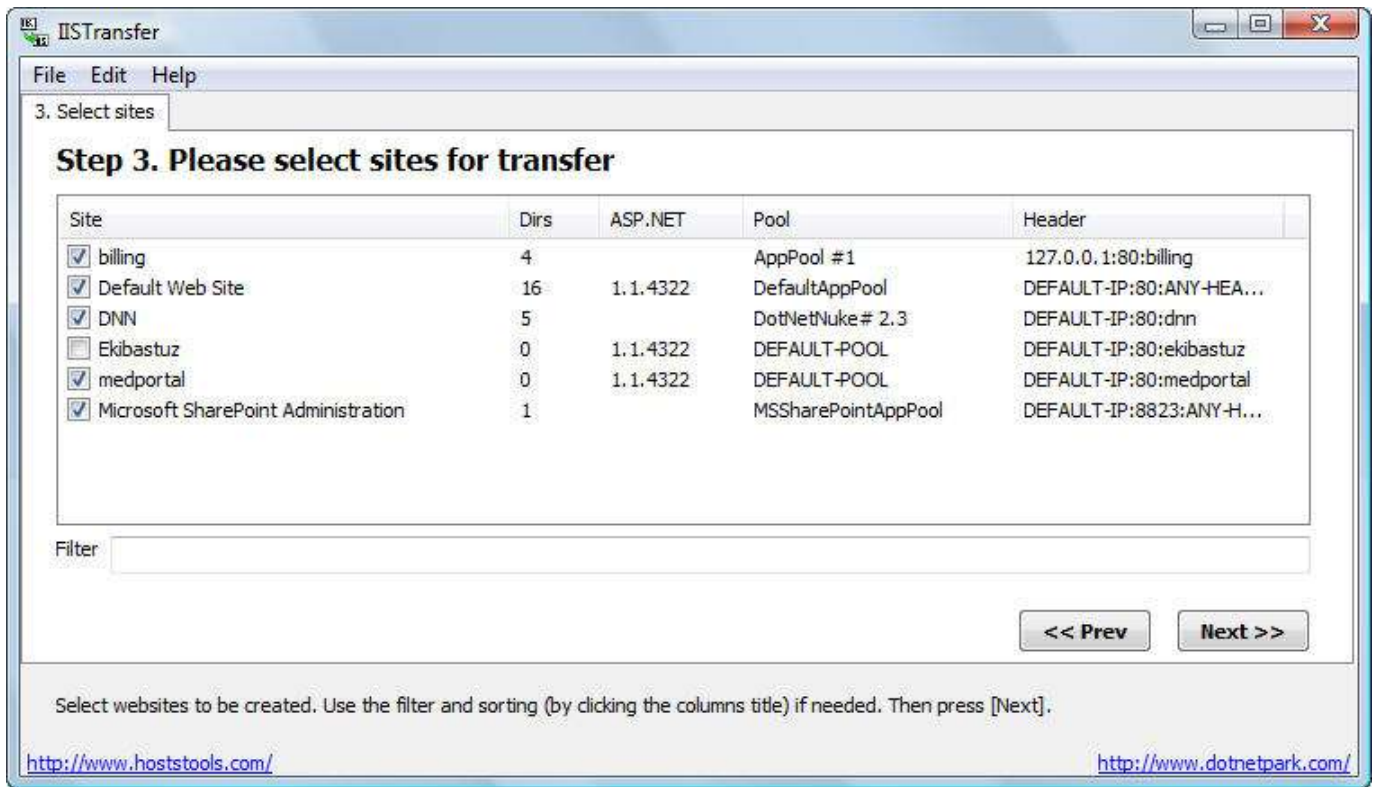 IISTransfer
File Edit Help
3. Select sites
Step 3. Please select sites for transfer
Site Dirs ASP.NET Pool Header
billing 4 AppPool #1 127.0.0.1:80:billing
Default Web Site 16 1.1.4322 DefaultAppPool DEFAULT-IP:80:ANY-HEA...
DNN 5 DotNetNuke# 2.3 DEFAULT-IP:80:dnn
Ekibastuz 0 1.1.4322 DEFAULT-POOL DEFAULT-IP:80:ekibastuz
medportal 0 1.1.4322 DEFAULT-POOL DEFAULT-IP:80:medportal
Microsoft SharePoint Administration 1 MSSharePointAppPool DEFAULT-IP:8823:ANY-H...
Filter
<< Prev Next >>
Select websites to be created. Use the filter and sorting (by clicking the columns title) if needed. Then press [Next].
http://www.hoststools.com/ http://www.dotnetpark.com/